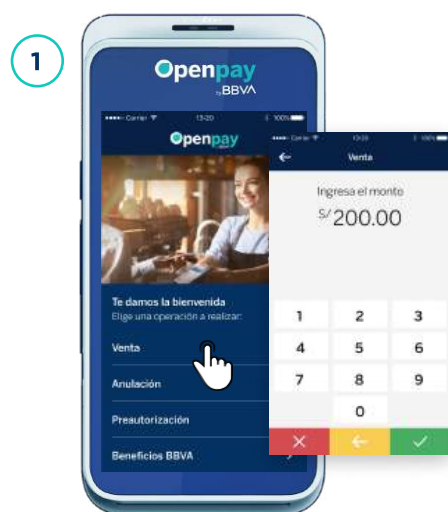 1
Openpay
by BBVA
Carrier 13:20 100%
Openpay
Te damos la bienvenida
Elige una operación a realizar:
Venta
Anulación
Preautorización
Beneficios BBVA
Carrier 13:20 100%
Venta
Ingresa el monto
S/ 200.00
1 2 3
4 5 6
7 8 9
0